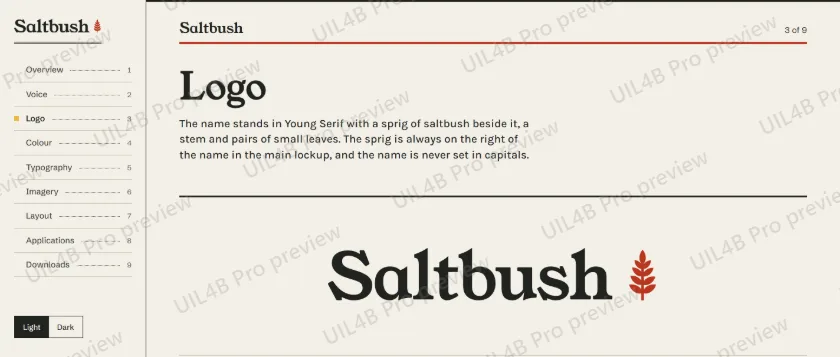 Saltbush
Overview 1
Voice 2
Logo 3
Colour 4
Typography 5
Imagery 6
Layout 7
Applications 8
Downloads 9
Light Dark
Saltbush 3 of 9
Logo
The name stands in Young Serif with a sprig of saltbush beside it, a
stem and pairs of small leaves. The sprig is always on the right of
the name in the main lockup, and the name is never set in capitals.
Saltbush
UIL4B Pro preview